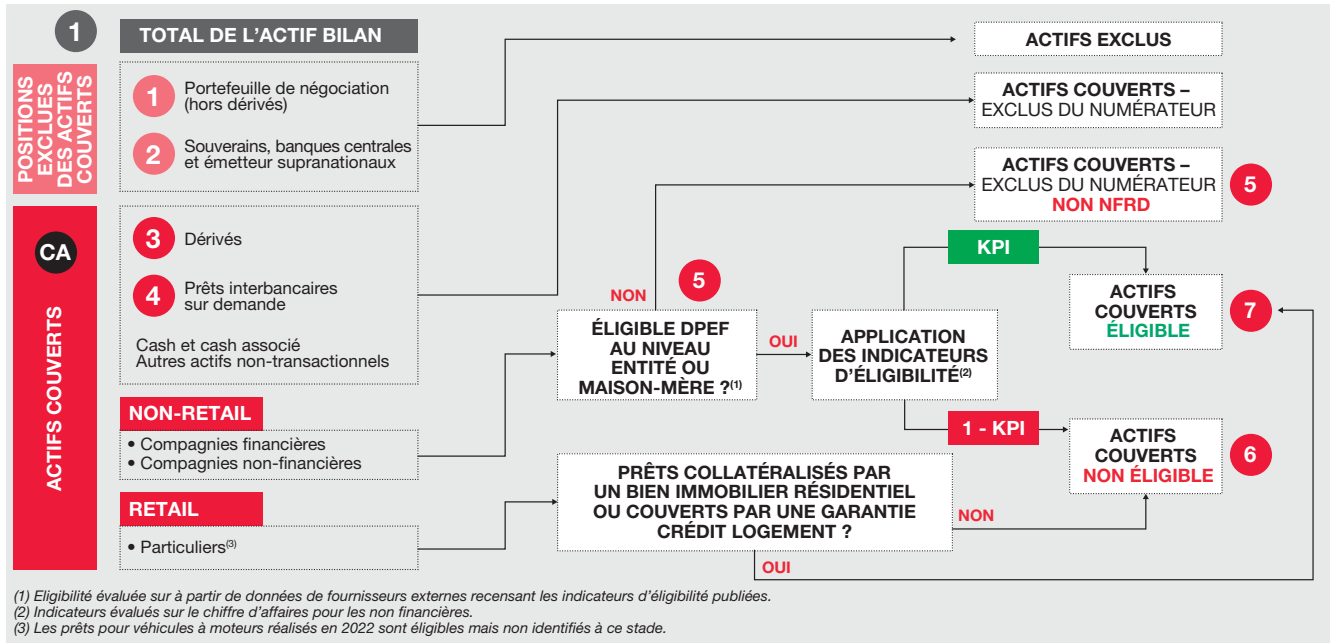 1
TOTAL DE L'ACTIF BILAN
POSITIONS
EXCLUES
DES ACTIFS
COUVERTS
1
Portefeuille de négociation
(hors dérivés)
2
Souverains, banques centrales
et émetteur supranationaux
CA
ACTIFS COUVERTS
3
Dérivés
4
Prêts interbancaires
sur demande
Cash et cash associé
Autres actifs non-transactionnels
NON-RETAIL
• Compagnies financières
• Compagnies non-financières
RETAIL
• Particuliers(3)
ACTIFS EXCLUS
ACTIFS COUVERTS –
EXCLUS DU NUMÉRATEUR
ACTIFS COUVERTS –
EXCLUS DU NUMÉRATEUR
NON NFRD
5
5
NON
ÉLIGIBLE DPEF
AU NIVEAU
ENTITÉ OU
MAISON-MÈRE ?(1)
OUI
APPLICATION
DES INDICATEURS
D'ÉLIGIBILITÉ(2)
KPI
ACTIFS
COUVERTS
ÉLIGIBLE
7
1 - KPI
ACTIFS
COUVERTS
NON ÉLIGIBLE
6
PRÊTS COLLATÉRALISÉS PAR
UN BIEN IMMOBILIER RÉSIDENTIEL
OU COUVERTS PAR UNE GARANTIE
CRÉDIT LOGEMENT ?
NON
OUI
(1) Eligibilité évaluée sur à partir de données de fournisseurs externes recensant les indicateurs d'éligibilité publiées.
(2) Indicateurs évalués sur le chiffre d'affaires pour les non financières.
(3) Les prêts pour véhicules à moteurs réalisés en 2022 sont éligibles mais non identifiés à ce stade.